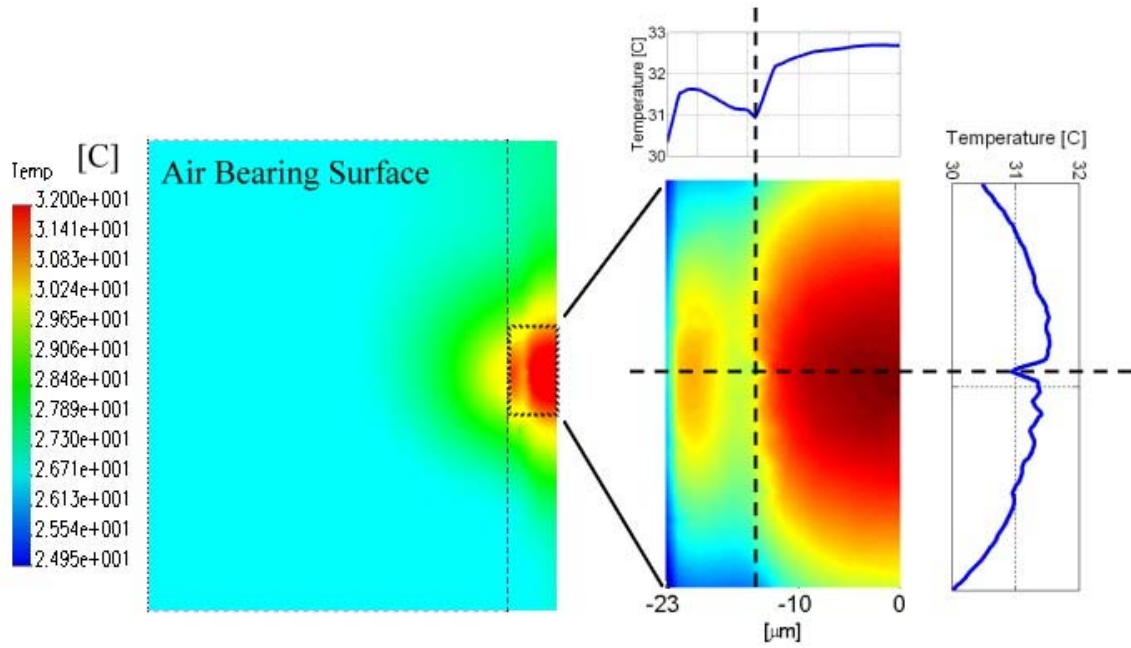 [C]
Temp
3.200e+001
3.141e+001
3.083e+001
3.024e+001
2.965e+001
2.906e+001
2.848e+001
2.789e+001
2.730e+001
2.671e+001
2.613e+001
2.554e+001
2.495e+001
Air Bearing Surface
Temperature [C]
33
32
31
30
-23
-10
0
[μm]
Temperature [C]
30
31
32